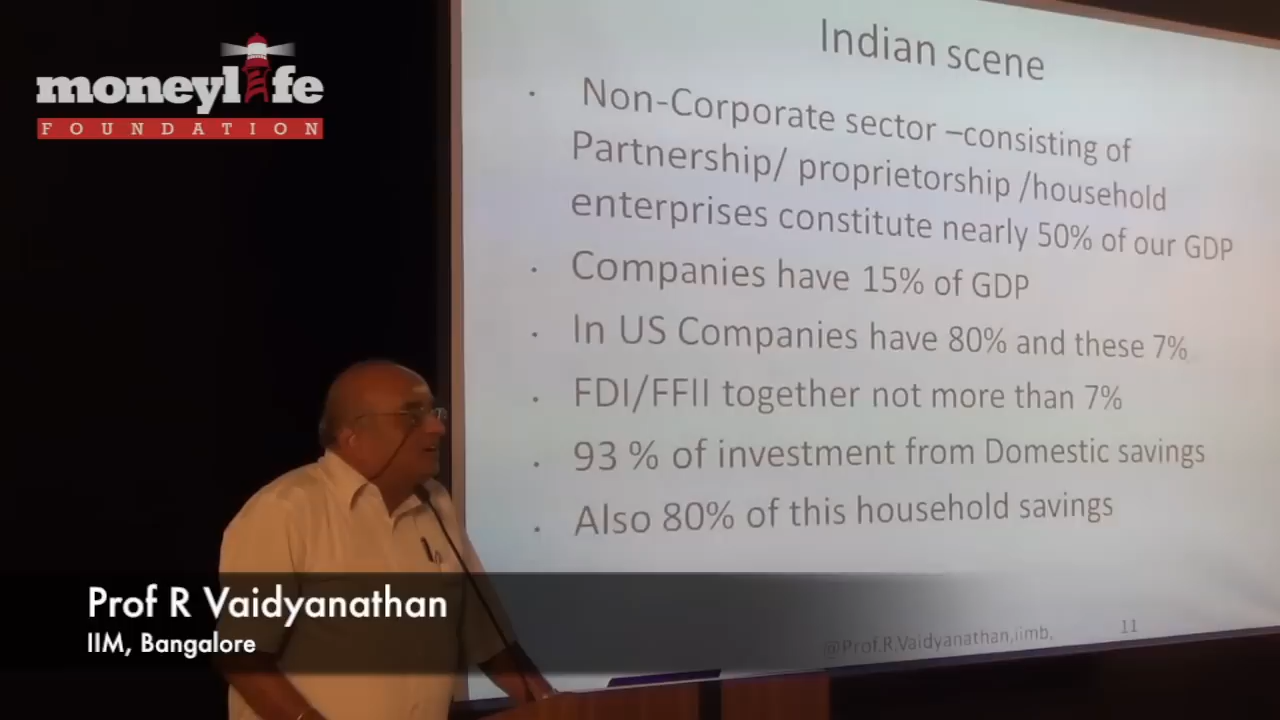 moneylife
FOUNDATION
Indian scene
• Non-Corporate sector –consisting of
Partnership/ proprietorship /household
enterprises constitute nearly 50% of our GDP
• Companies have 15% of GDP
• In US Companies have 80% and these 7%
• FDI/FFII together not more than 7%
• 93 % of investment from Domestic savings
• Also 80% of this household savings
@Prof.R.Vaidyanathan,iimb,
11
Prof R Vaidyanathan
IIM, Bangalore